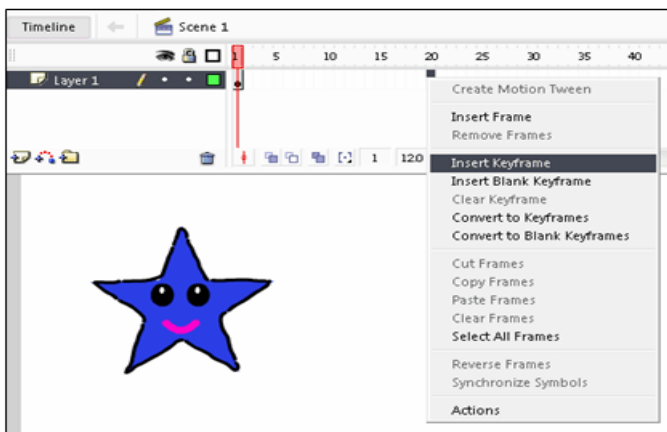 Timeline Scene 1
1 5 10 15 20 25 30 35 40
Layer 1
1 12.0
Create Motion Tween
Insert Frame
Remove Frames
Insert Keyframe
Insert Blank Keyframe
Clear Keyframe
Convert to Keyframes
Convert to Blank Keyframes
Cut Frames
Copy Frames
Paste Frames
Clear Frames
Select All Frames
Reverse Frames
Synchronize Symbols
Actions